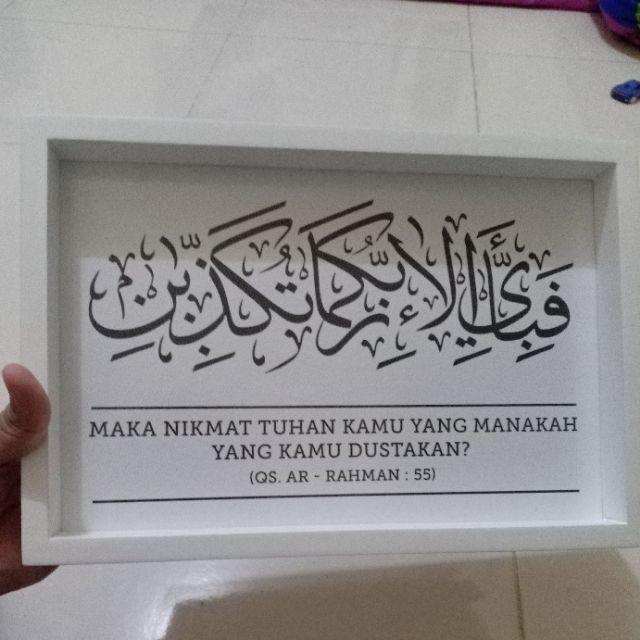 فَبِأَيِّ آلَاءِ رَبِّكُمَا تُكَذِّبَانِ
MAKA NIKMAT TUHAN KAMU YANG MANAKAH
YANG KAMU DUSTAKAN?
(QS. AR - RAHMAN : 55)